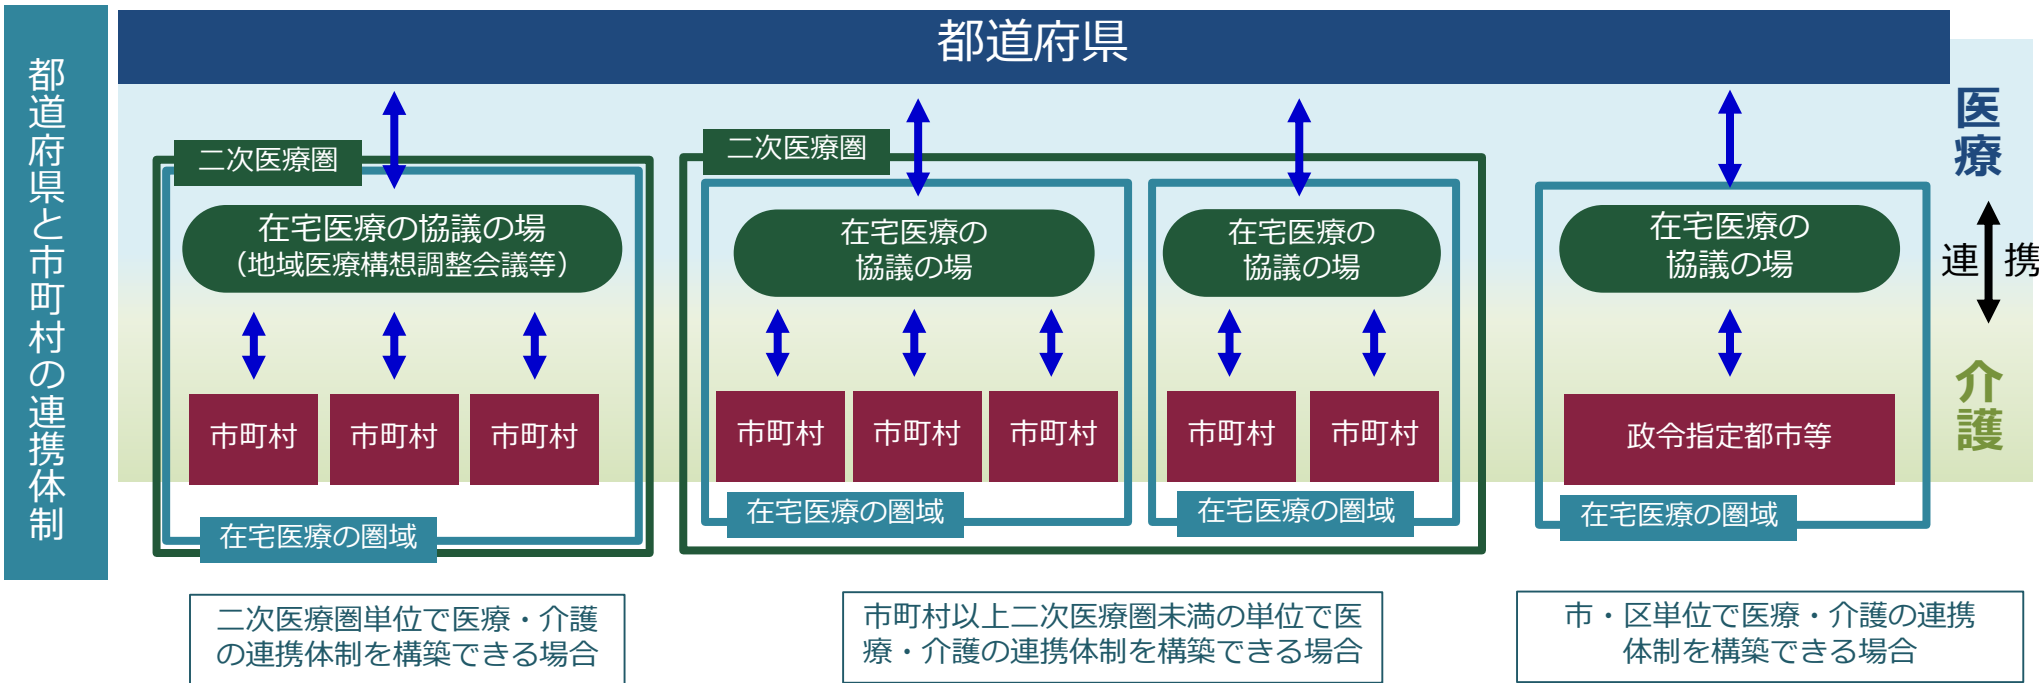 都道府県と市町村の連携体制
都道府県
二次医療圏
在宅医療の協議の場
（地域医療構想調整会議等）
市町村
市町村
市町村
在宅医療の圏域
二次医療圏単位で医療・介護
の連携体制を構築できる場合
二次医療圏
在宅医療の
協議の場
市町村
市町村
市町村
在宅医療の圏域
在宅医療の
協議の場
市町村
市町村
在宅医療の圏域
市町村以上二次医療圏未満の単位で医
療・介護の連携体制を構築できる場合
在宅医療の
協議の場
政令指定都市等
在宅医療の圏域
市・区単位で医療・介護の連携
体制を構築できる場合
医療
連携
介護